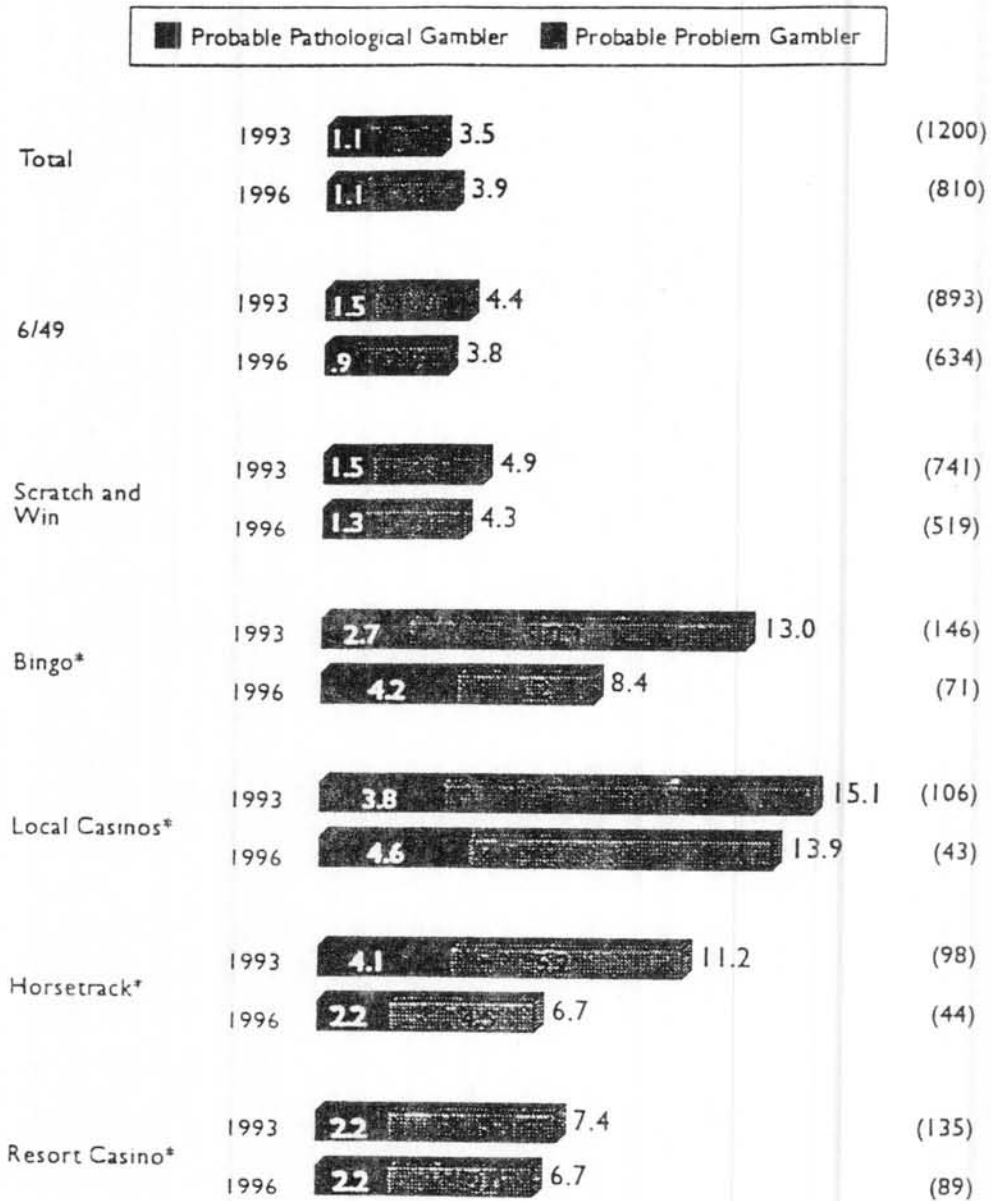 Probable Pathological Gambler Probable Problem Gambler
Total
1993 1.1 3.5 (1200)
1996 1.1 3.9 (810)
6/49
1993 1.5 4.4 (893)
1996 .9 3.8 (634)
Scratch and
Win
1993 1.5 4.9 (741)
1996 1.3 4.3 (519)
Bingo*
1993 2.7 13.0 (146)
1996 4.2 8.4 (71)
Local Casinos*
1993 3.8 15.1 (106)
1996 4.6 13.9 (43)
Horsetrack*
1993 4.1 11.2 (98)
1996 2.2 6.7 (44)
Resort Casino*
1993 2.2 7.4 (135)
1996 2.2 6.7 (89)